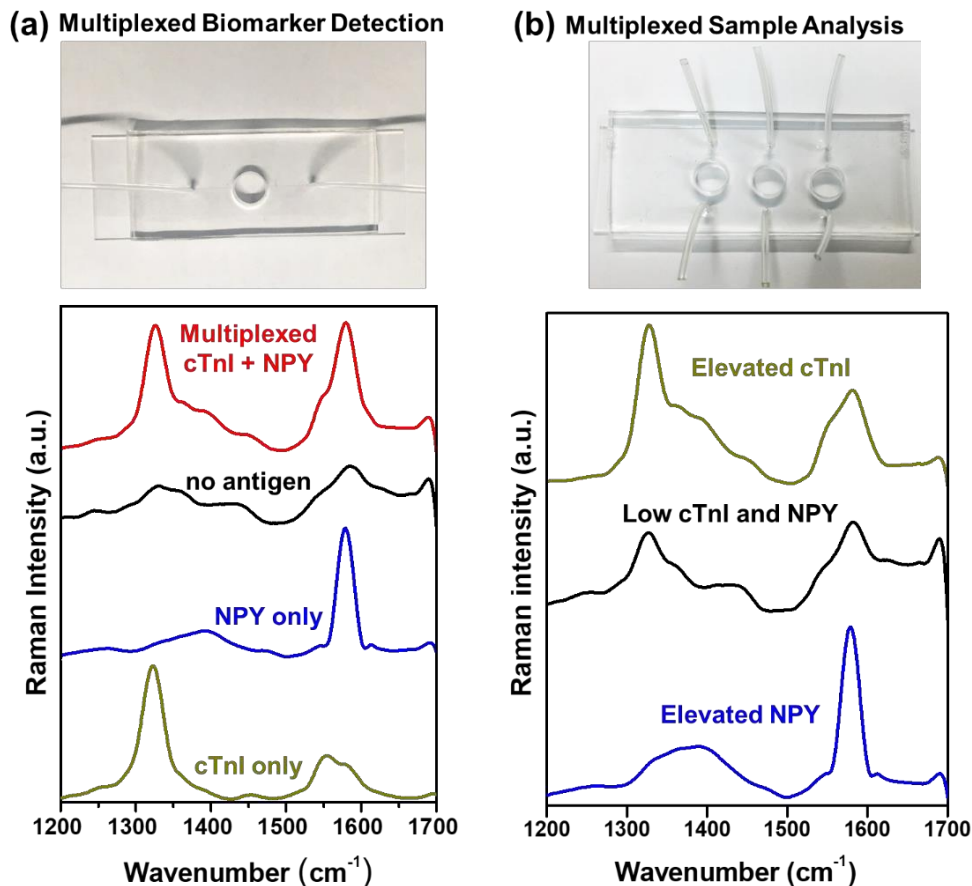 (a) Multiplexed Biomarker Detection
Multiplexed
cTnI + NPY
no antigen
NPY only
cTnI only
Raman Intensity (a.u.)
1200 1300 1400 1500 1600 1700
Wavenumber (cm⁻¹)
(b) Multiplexed Sample Analysis
Elevated cTnI
Low cTnI and NPY
Elevated NPY
Raman intensity (a.u.)
1200 1300 1400 1500 1600 1700
Wavenumber (cm⁻¹)